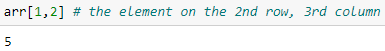 arr[1,2] # the element on the 2nd row, 3rd column
5